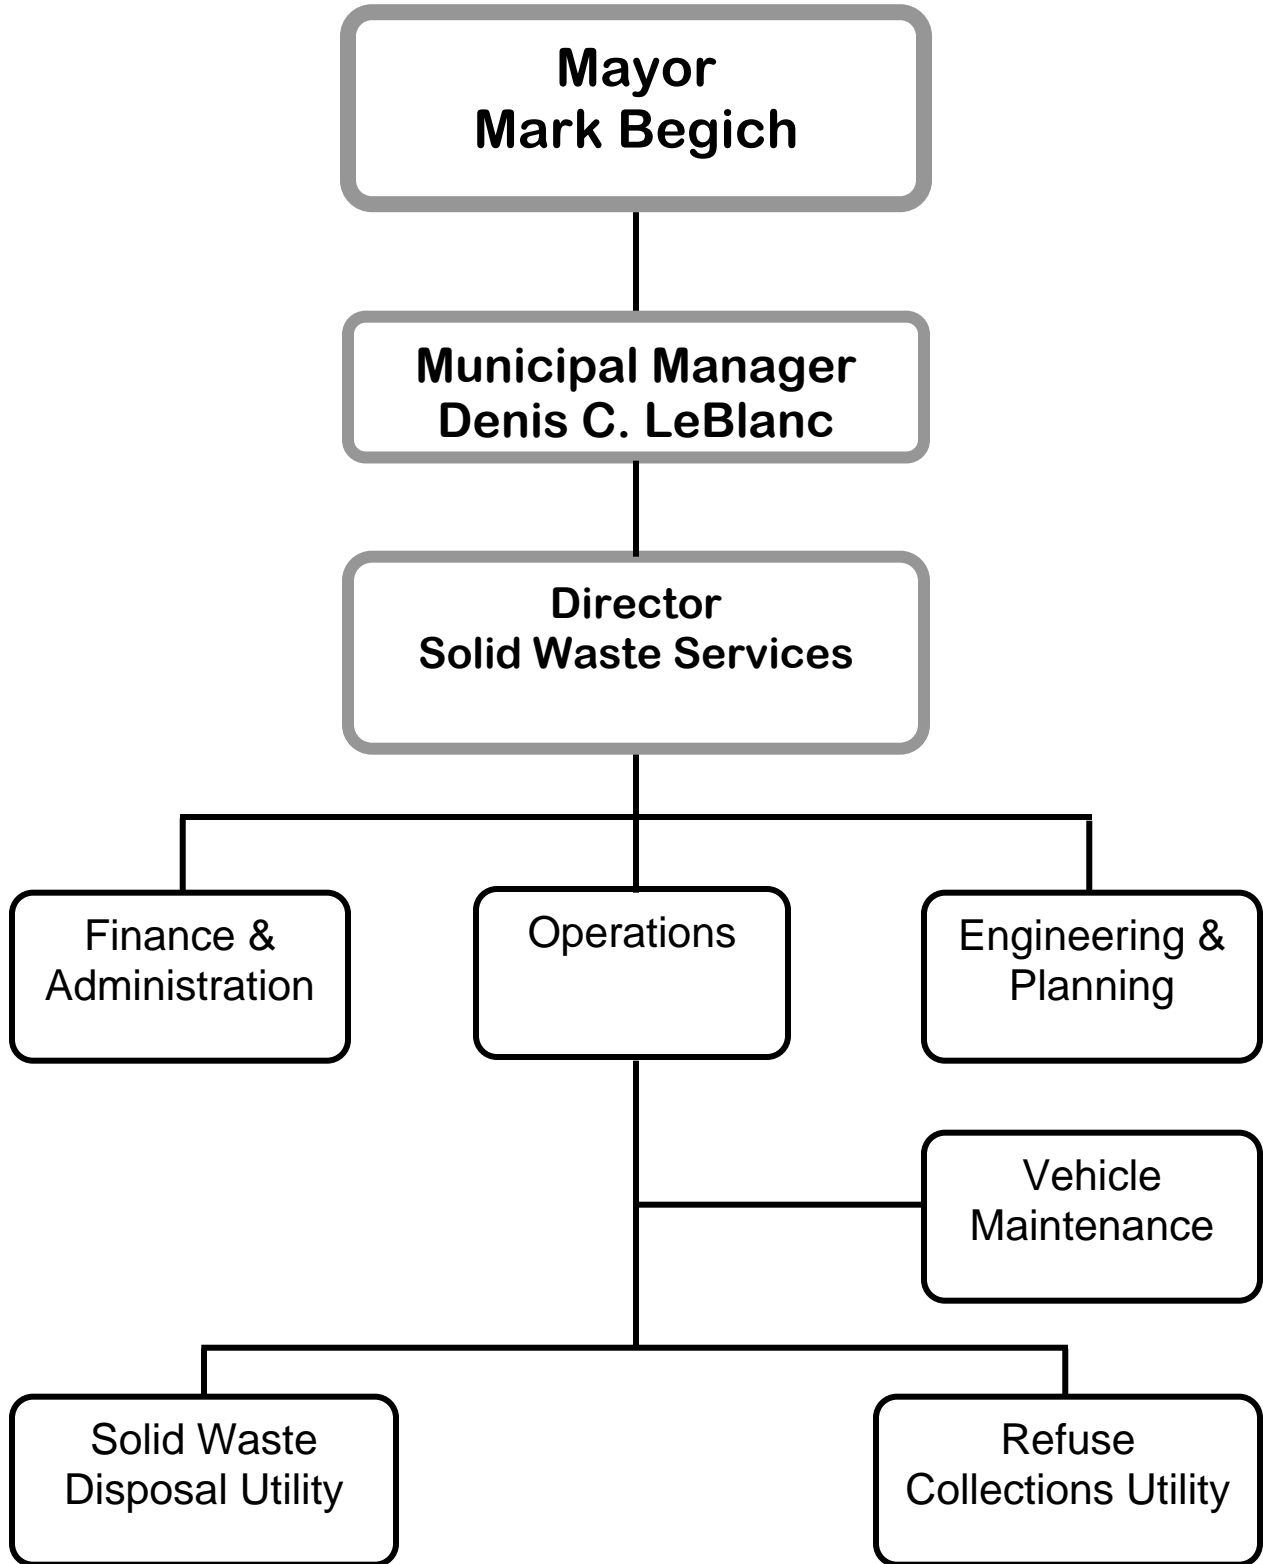 Mayor
Mark Begich
Municipal Manager
Denis C. LeBlanc
Director
Solid Waste Services
Finance &
Administration
Operations
Engineering &
Planning
Vehicle
Maintenance
Solid Waste
Disposal Utility
Refuse
Collections Utility